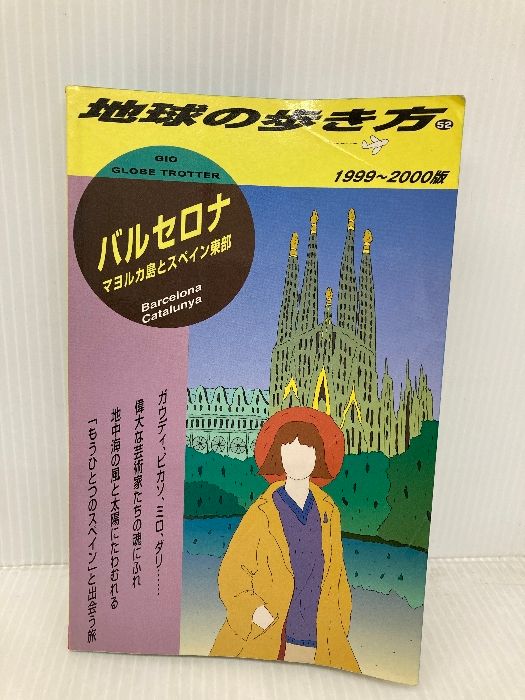 地球の歩き方 52
GIO
GLOBE TROTTER
1999~2000版
バルセロナ
マヨルカ島とスペイン東部
Barcelona
Catalunya
ガウディ、ピカソ、ミロ、ダリ……
偉大な芸術家たちの魂にふれ
地中海の風と太陽にたわむれる
「もうひとつのスペイン」と出会う旅